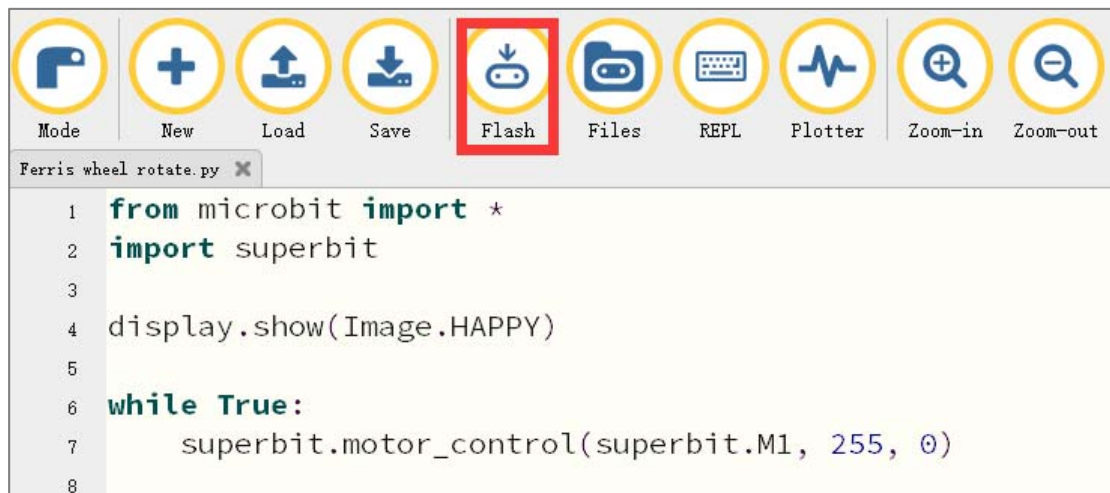 Mode New Load Save Flash Files REPL Plotter Zoom-in Zoom-out
Ferris wheel rotate.py
1 from microbit import *
2 import superbit
3
4 display.show(Image.HAPPY)
5
6 while True:
7     superbit.motor_control(superbit.M1, 255, 0)
8